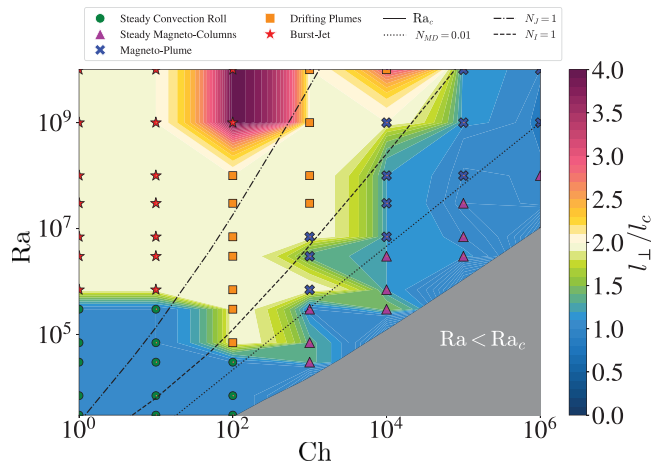 Steady Convection Roll
Steady Magneto-Columns
Magneto-Plume
Drifting Plumes
Burst-Jet
Ra_c
N_{MD} = 0.01
N_J = 1
N_I = 1
Ra
10^9
10^7
10^5
Ra < Ra_c
10^0
10^2
10^4
10^6
Ch
4.0
3.5
3.0
2.5
2.0
1.5
1.0
0.5
0.0
l_⊥/l_c